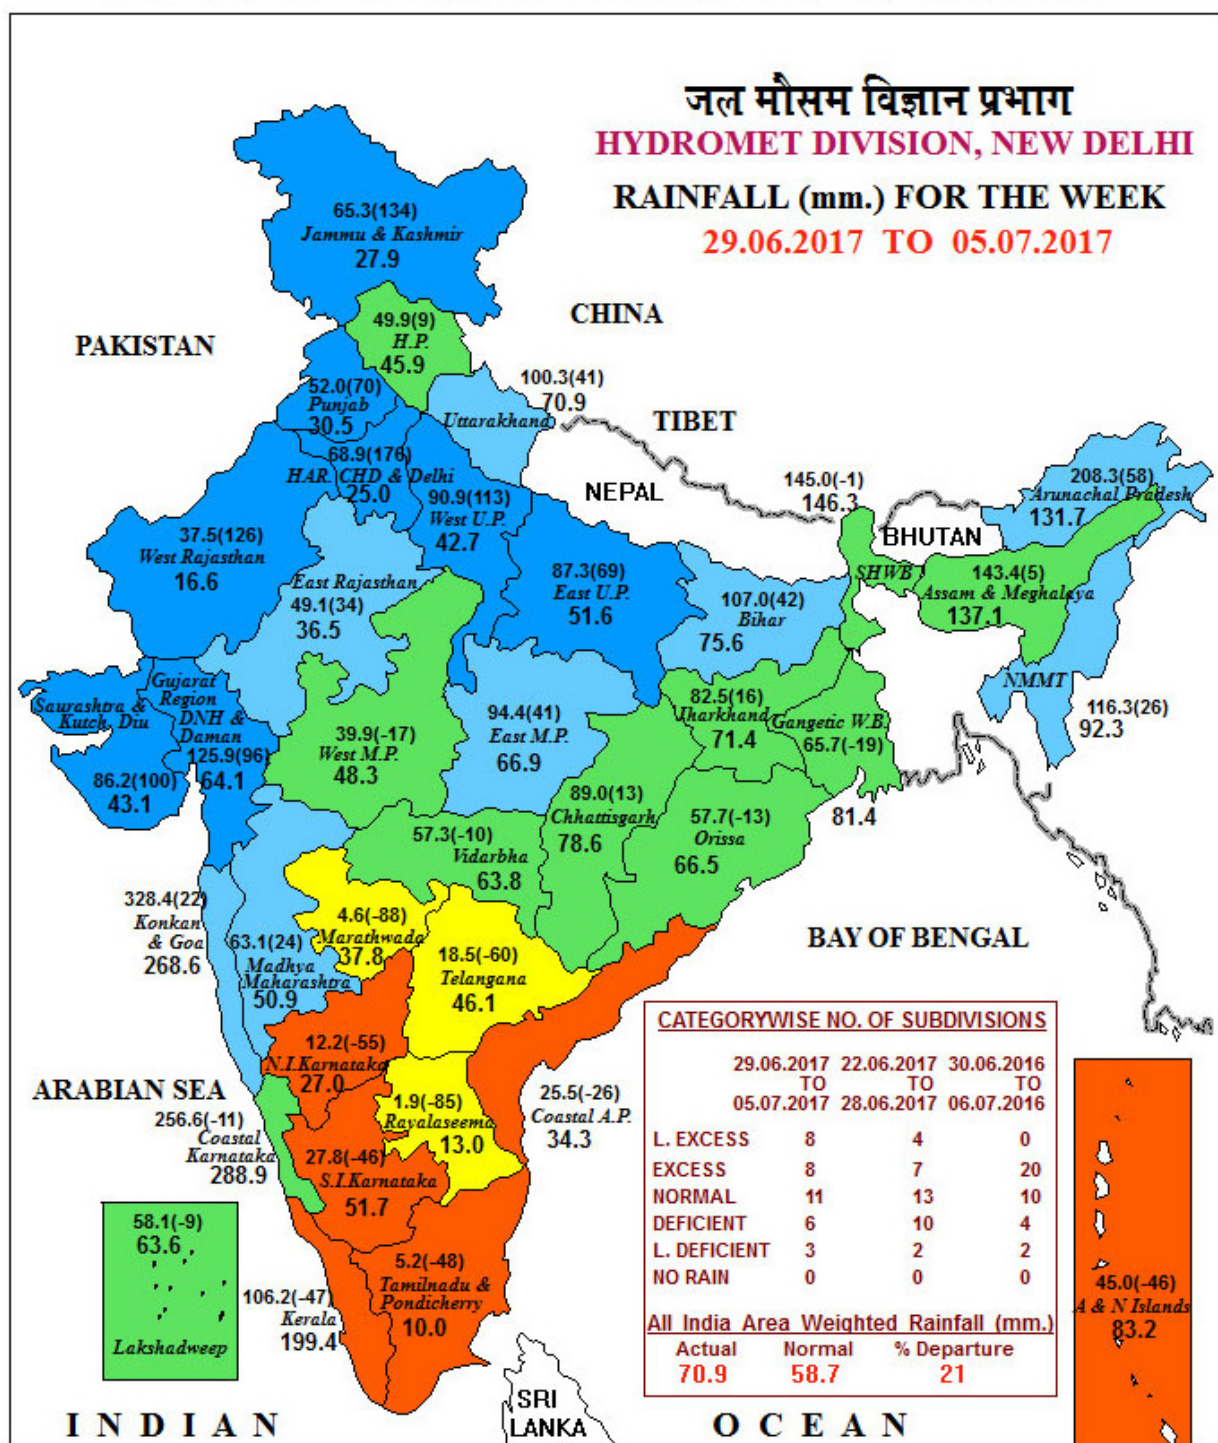 जल मौसम विज्ञान प्रभाग
HYDROMET DIVISION, NEW DELHI
RAINFALL (mm.) FOR THE WEEK
29.06.2017 TO 05.07.2017
65.3(134)
Jammu & Kashmir
27.9
CHINA
PAKISTAN
49.9(9)
H.P.
45.9
52.0(70)
Punjab
30.5
100.3(41)
70.9
Uttarakhand
TIBET
68.9(176)
HAR. CHD & Delhi
25.0
90.9(113)
West U.P.
42.7
NEPAL
145.0(-1)
146.3
BHUTAN
208.3(58)
Arunachal Pradesh
131.7
37.5(126)
West Rajasthan
16.6
East Rajasthan
49.1(34)
36.5
87.3(69)
East U.P.
51.6
107.0(42)
Bihar
75.6
SHWB
143.4(5)
Assam & Meghalaya
137.1
NMMT
116.3(26)
92.3
Saurashtra &
Kutch, Diu
86.2(100)
43.1
Gujarat
Region
DNH &
Daman
125.9(96)
64.1
39.9(-17)
West M.P.
48.3
94.4(41)
East M.P.
66.9
82.5(16)
Jharkhand
71.4
Gangetic W.B.
65.7(-19)
81.4
89.0(13)
Chhattisgarh
78.6
57.7(-13)
Orissa
66.5
57.3(-10)
Vidarbha
63.8
328.4(22)
Konkan
& Goa
268.6
63.1(24)
Madhya
Maharashtra
50.9
4.6(-88)
Marathwada
37.8
18.5(-60)
Telangana
46.1
BAY OF BENGAL
12.2(-55)
N.I.Karnataka
27.0
ARABIAN SEA
256.6(-11)
Coastal
Karnataka
288.9
1.9(-85)
Rayalaseema
13.0
25.5(-26)
Coastal A.P.
34.3
27.8(-46)
S.I.Karnataka
51.7
58.1(-9)
63.6
Lakshadweep
106.2(-47)
Kerala
199.4
5.2(-48)
Tamilnadu &
Pondicherry
10.0
CATEGORYWISE NO. OF SUBDIVISIONS
29.06.2017 22.06.2017 30.06.2016
TO TO TO
05.07.2017 28.06.2017 06.07.2016
L. EXCESS 8 4 0
EXCESS 8 7 20
NORMAL 11 13 10
DEFICIENT 6 10 4
L. DEFICIENT 3 2 2
NO RAIN 0 0 0
All India Area Weighted Rainfall (mm.)
Actual Normal % Departure
70.9 58.7 21
45.0(-46)
A & N Islands
83.2
SRI
LANKA
INDIAN OCEAN